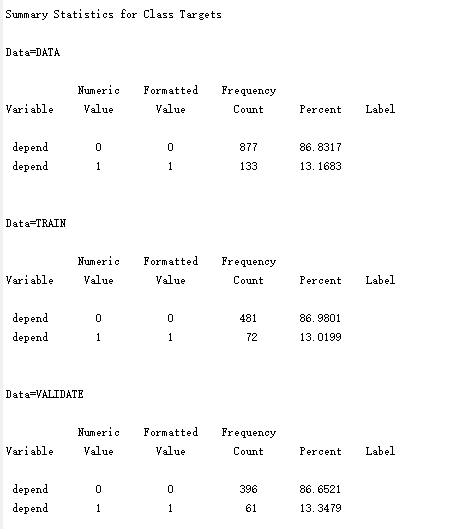 Summary Statistics for Class Targets
Data=DATA
Numeric Formatted Frequency
Variable Value Value Count Percent Label
depend 0 0 877 86.8317
depend 1 1 133 13.1683
Data=TRAIN
Numeric Formatted Frequency
Variable Value Value Count Percent Label
depend 0 0 481 86.9801
depend 1 1 72 13.0199
Data=VALIDATE
Numeric Formatted Frequency
Variable Value Value Count Percent Label
depend 0 0 396 86.6521
depend 1 1 61 13.3479